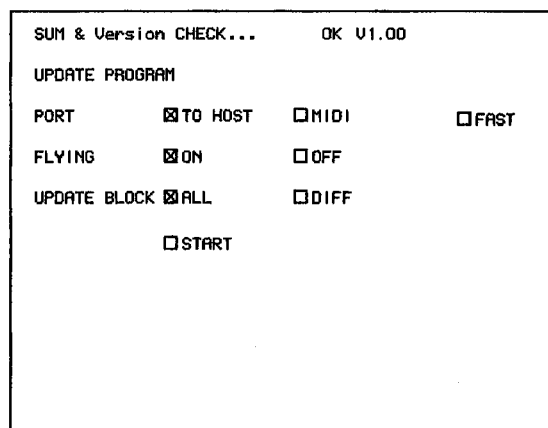 SUM & Version CHECK... OK V1.00
UPDATE PROGRAM
PORT ☒TO HOST ☐MIDI ☐FAST
FLYING ☒ON ☐OFF
UPDATE BLOCK ☒ALL ☐DIFF
☐START